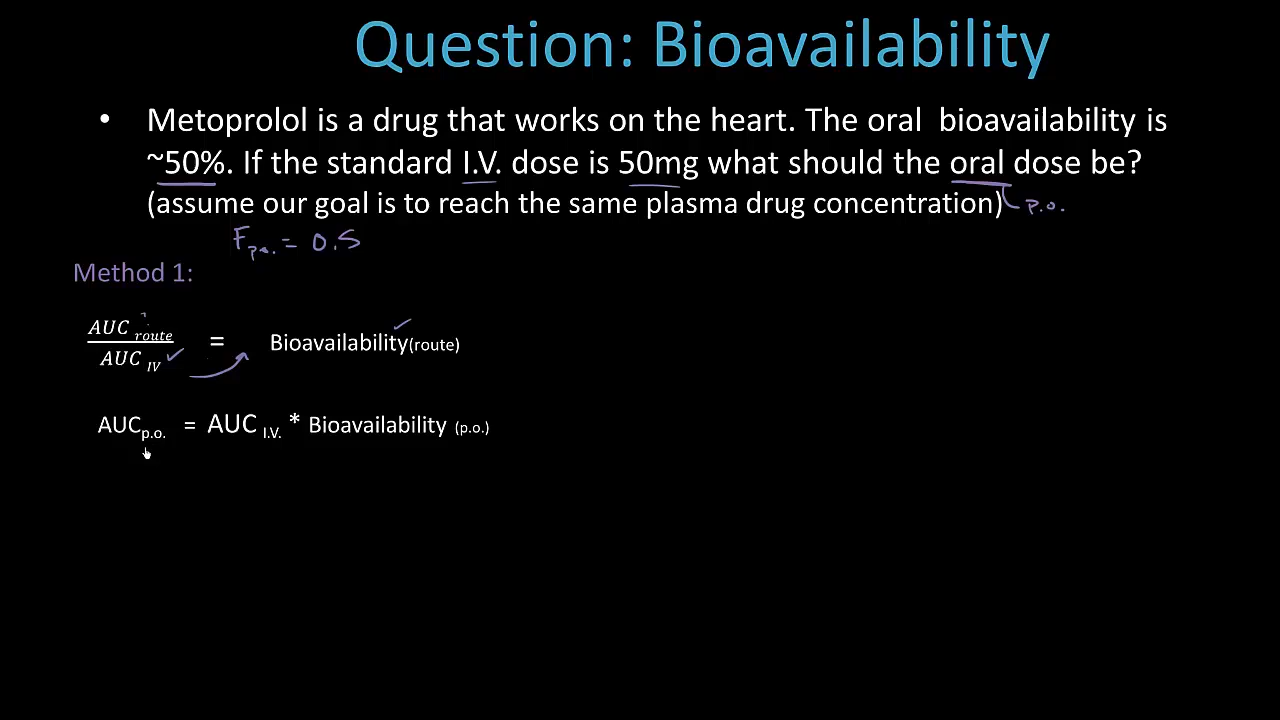 Question: Bioavailability
• Metoprolol is a drug that works on the heart. The oral bioavailability is
~50%. If the standard I.V. dose is 50mg what should the oral dose be?
(assume our goal is to reach the same plasma drug concentration) p.o.
F p.o. = 0.5
Method 1:
AUC route
AUC IV
= Bioavailability(route)
AUC p.o. = AUC I.V. * Bioavailability (p.o.)